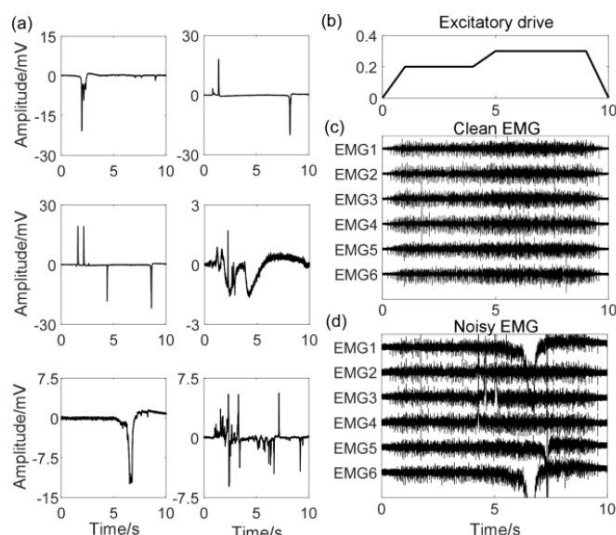 (a)
15
0
-15
-30
Amplitude/mV
0
5
10
30
0
-30
0
5
10
30
0
-30
Amplitude/mV
0
5
10
3
0
-3
0
5
10
7.5
0
-7.5
-15
Amplitude/mV
0
5
10
Time/s
7.5
0
-7.5
0
5
10
Time/s
(b)
Excitatory drive
0.4
0.2
0
0
5
10
(c)
Clean EMG
EMG1
EMG2
EMG3
EMG4
EMG5
EMG6
0
5
10
(d)
Noisy EMG
EMG1
EMG2
EMG3
EMG4
EMG5
EMG6
0
5
10
Time/s